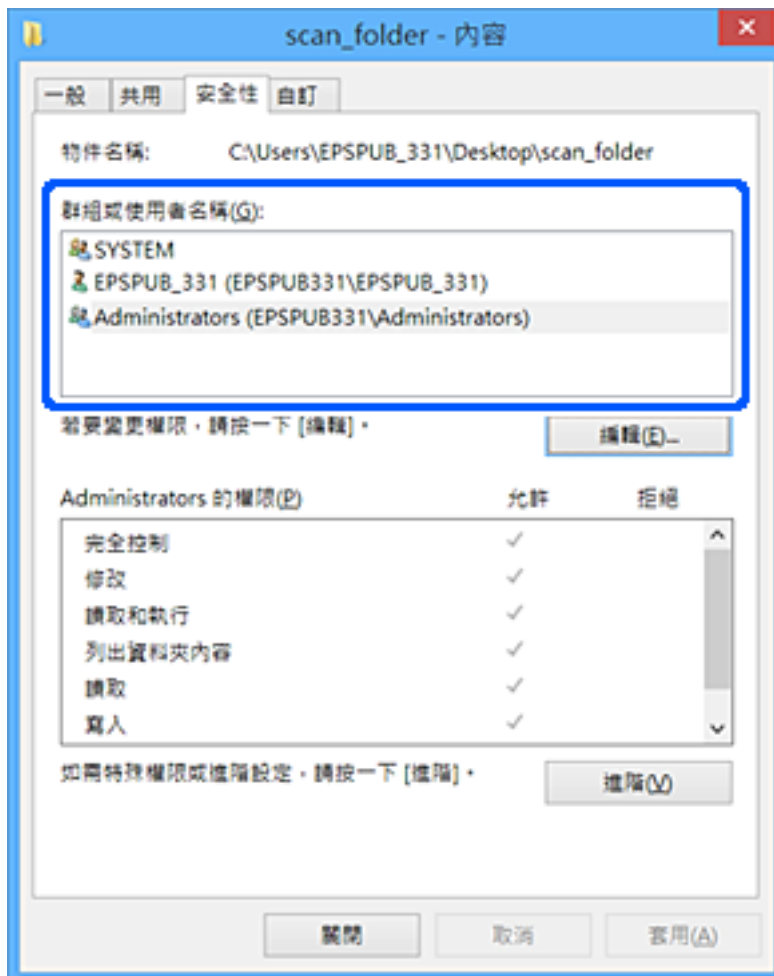 scan_folder - 內容
一般 共用 安全性 自訂
物件名稱: C:\Users\EPSPUB_331\Desktop\scan_folder
群組或使用者名稱(G):
SYSTEM
EPSPUB_331 (EPSPUB331\EPSPUB_331)
Administrators (EPSPUB331\Administrators)
若要變更權限，請按一下 [編輯]。 編輯(E)...
Administrators 的權限(P) 允許 拒絕
完全控制
修改
讀取和執行
列出資料夾內容
讀取
寫入
如需特殊權限或進階設定，請按一下 [進階]。 進階(V)
關閉 取消 套用(A)